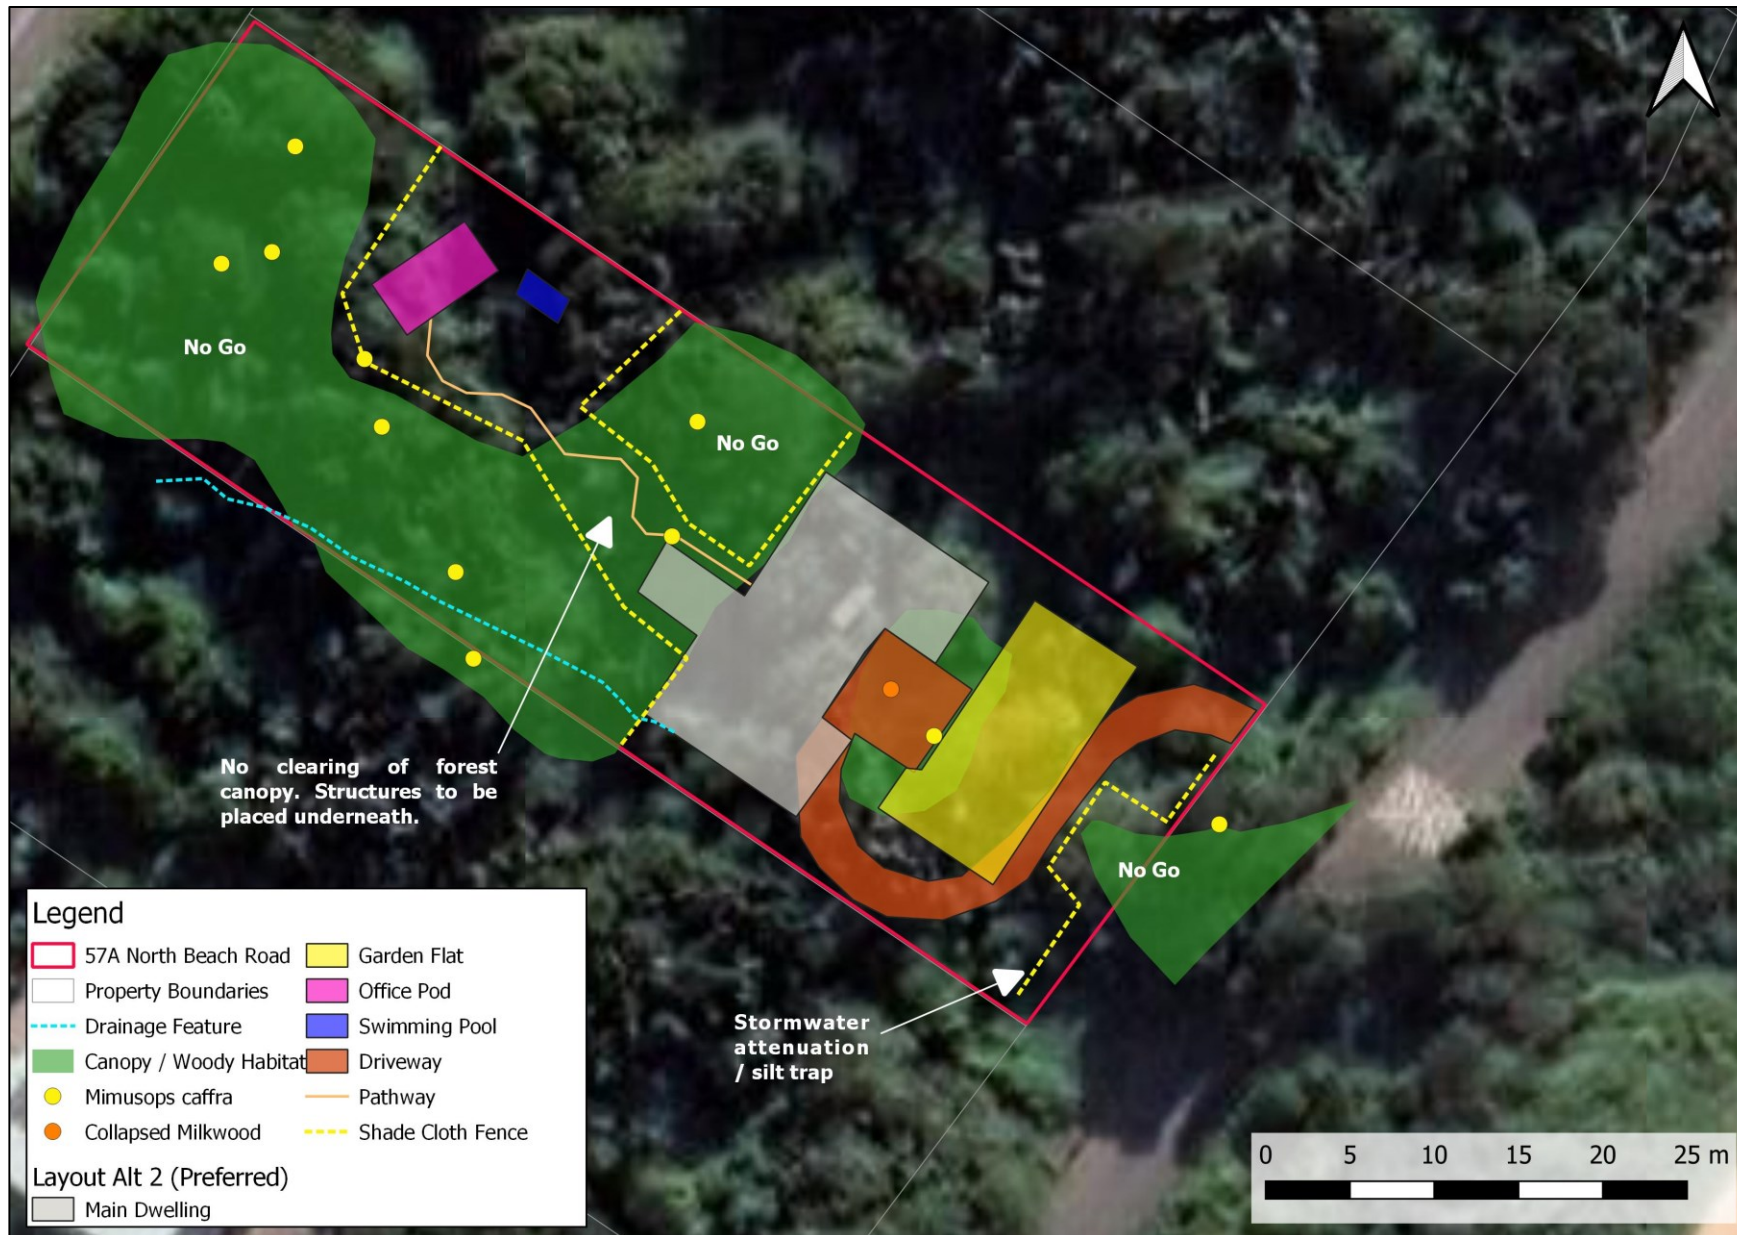 No Go
No Go
No clearing of forest
canopy. Structures to be
placed underneath.
No Go
Stormwater
attenuation
/ silt trap
Legend
57A North Beach Road
Property Boundaries
Drainage Feature
Canopy / Woody Habitat
Mimusops caffra
Collapsed Milkwood
Layout Alt 2 (Preferred)
Main Dwelling
Garden Flat
Office Pod
Swimming Pool
Driveway
Pathway
Shade Cloth Fence
0 5 10 15 20 25 m